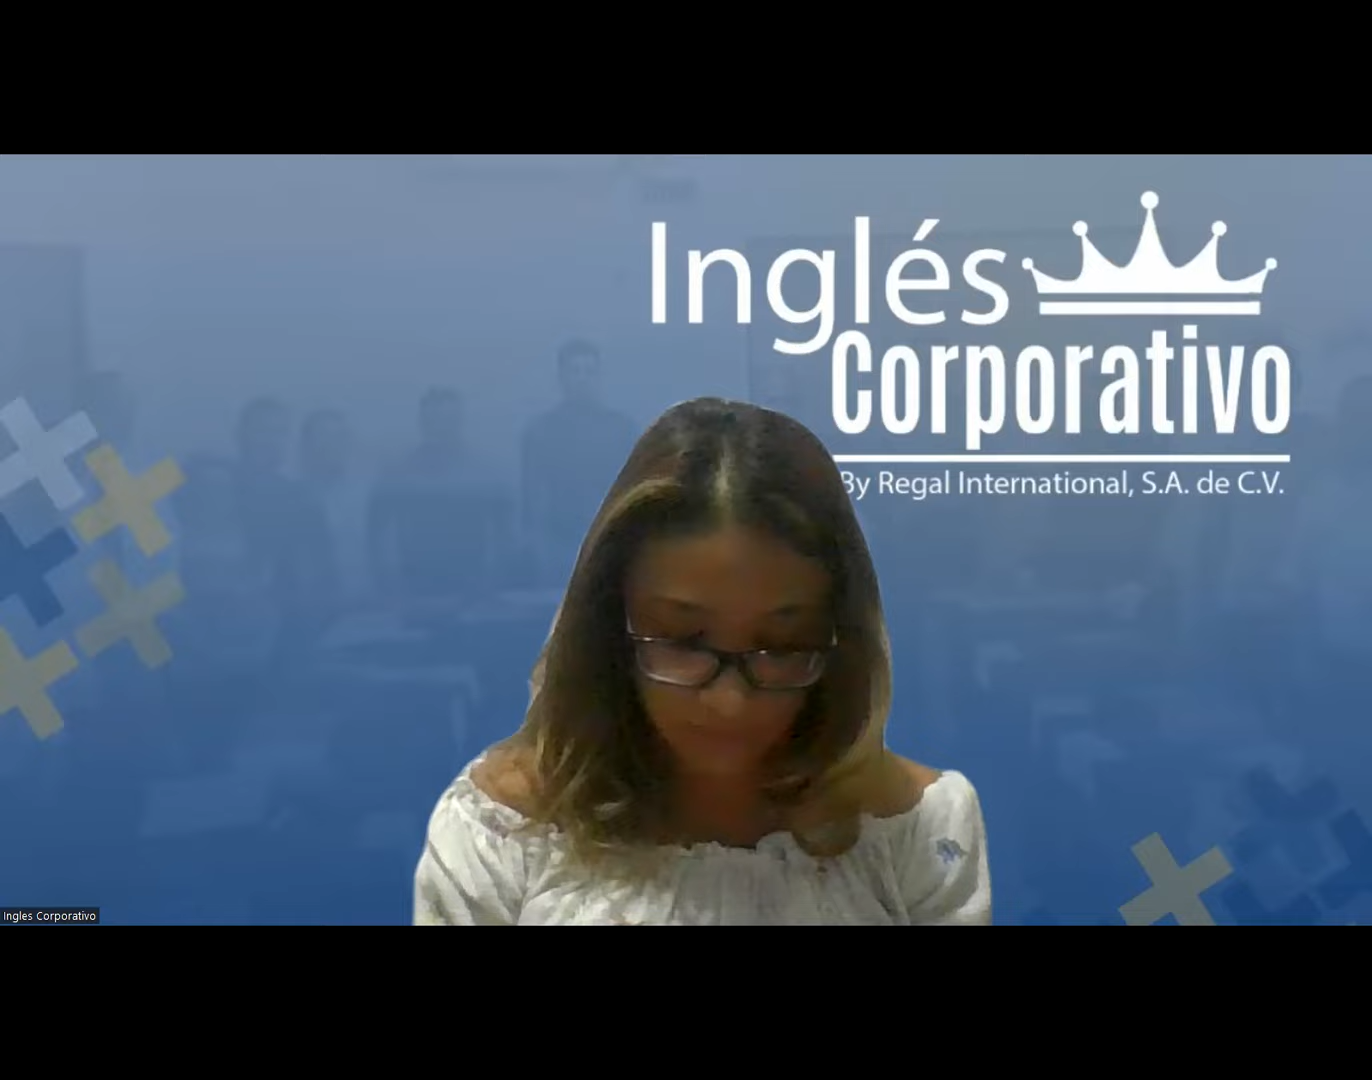 Inglés
Corporativo
By Regal International, S.A. de C.V.
Ingles Corporativo